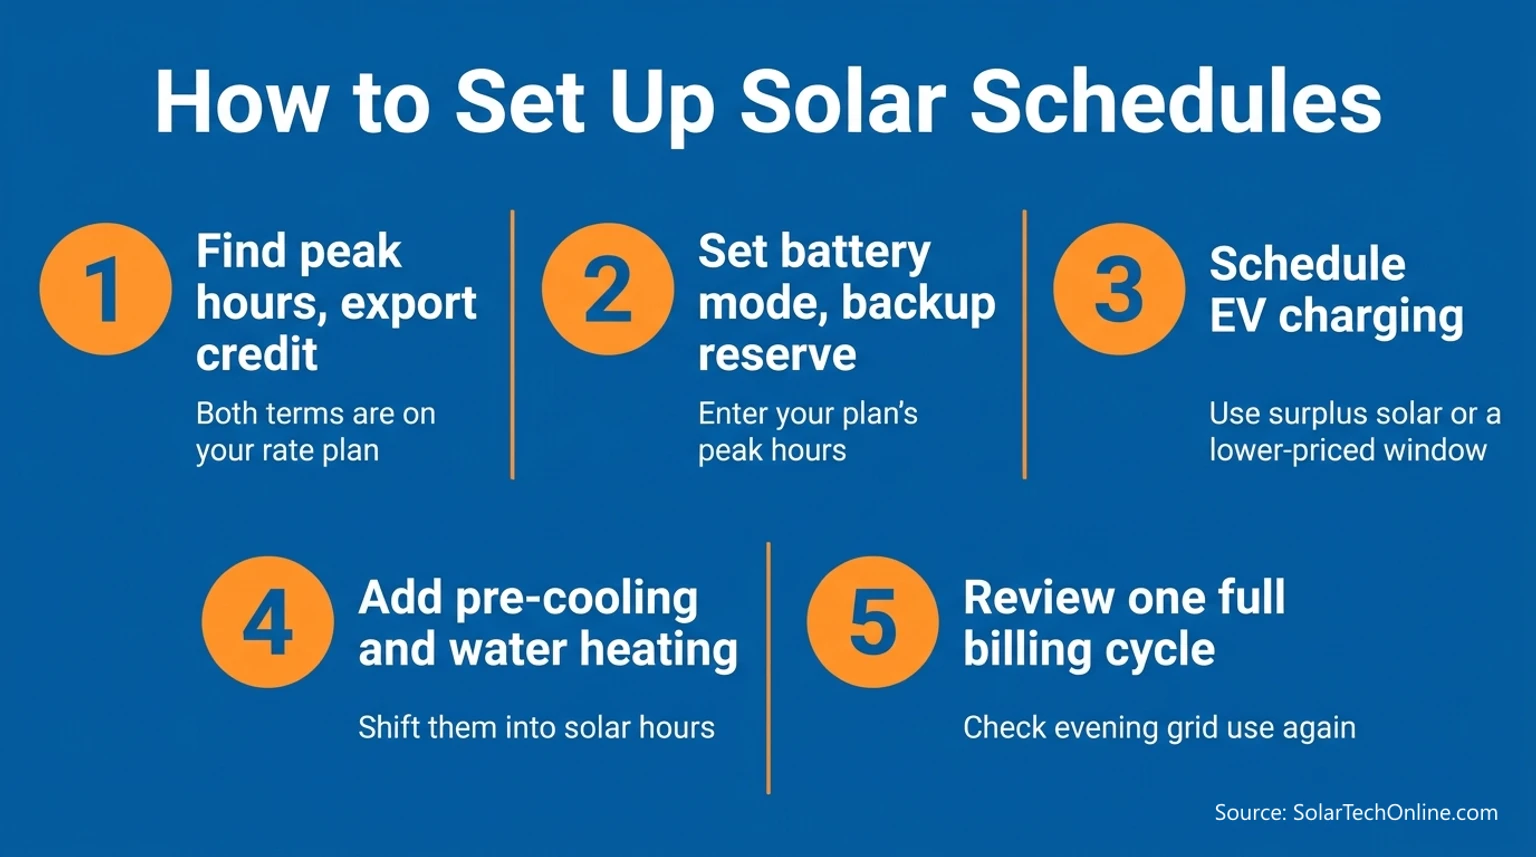 How to Set Up Solar Schedules
1
Find peak
hours, export
credit
Both terms are on
your rate plan
2
Set battery
mode, backup
reserve
Enter your plan’s
peak hours
3
Schedule
EV charging
Use surplus solar or a
lower-priced window
4
Add pre-cooling
and water heating
Shift them into solar hours
5
Review one full
billing cycle
Check evening grid use again
Source: SolarTechOnline.com